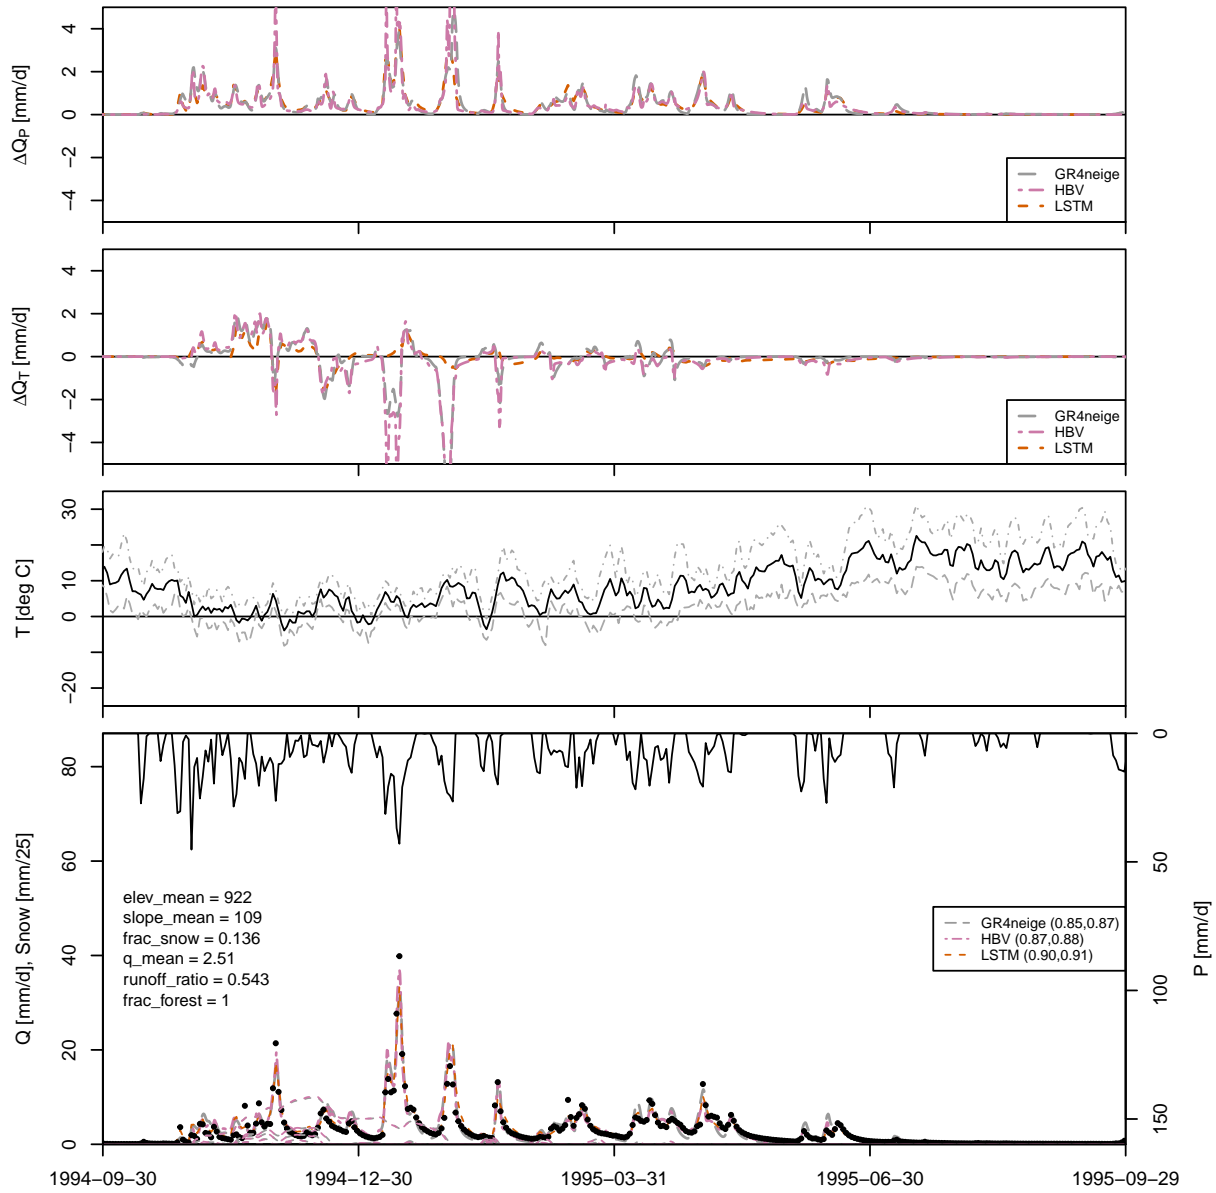 ΔQP [mm/d]
4
2
0
−2
−4
GR4neige
HBV
LSTM
ΔQT [mm/d]
4
2
0
−2
−4
GR4neige
HBV
LSTM
T [deg C]
30
10
0
−20
Q [mm/d], Snow [mm/25]
80
60
40
20
0
P [mm/d]
0
50
100
150
elev_mean = 922
slope_mean = 109
frac_snow = 0.136
q_mean = 2.51
runoff_ratio = 0.543
frac_forest = 1
GR4neige (0.85,0.87)
HBV (0.87,0.88)
LSTM (0.90,0.91)
1994−09−30 1994−12−30 1995−03−31 1995−06−30 1995−09−29